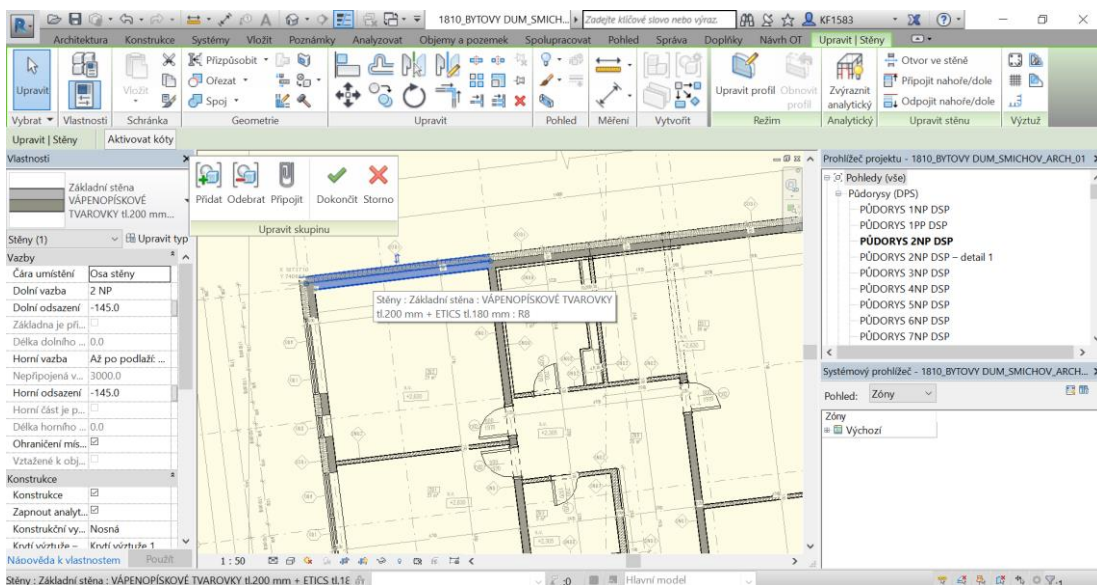 1810_BYTOVY DUM_SMICH...
Zadejte klíčové slovo nebo výraz.
KF1583
Architektura Konstrukce Systémy Vložit Poznámky Analyzovat Objemy a pozemek Spolupracovat Pohled Správa Doplňky Návrh OT Upravit | Stěny
Upravit
Vložit
Přizpůsobit
Ořezat
Spoj
Upravit profil
Obnovit profil
Zvýraznit analytický
Otvor ve stěně
Připojit nahoře/dole
Odpojit nahoře/dole
Vybrat Vlastnosti Schránka Geometrie Upravit Pohled Měření Vytvořit Režim Analytický Upravit stěnu Výztuž
Upravit | Stěny Aktivovat kóty
Vlastnosti
Základní stěna
VÁPENOPÍSKOVÉ
TVAROVKY tl.200 mm...
Stěny (1) Upravit typ
Vazby
Čára umístění Osa stěny
Dolní vazba 2 NP
Dolní odsazení -145.0
Základna je při...
Délka dolního ... 0.0
Horní vazba Až po podlaží: ...
Nepřipojená v... 3000.0
Horní odsazení -145.0
Horní část je p...
Délka horního ... 0.0
Ohraničení mís...
Vztažené k obj...
Konstrukce
Konstrukce
Zapnout analyt...
Konstrukční vy... Nosná
Krytí výztuže – Krytí výztuže 1
Nápověda k vlastnostem Použít
Přidat Odebrat Připojit Dokončit Storno
Upravit skupinu
Stěny : Základní stěna : VÁPENOPÍSKOVÉ TVAROVKY
tl.200 mm + ETICS tl.180 mm : R8
1 : 50
Prohlížeč projektu - 1810_BYTOVY DUM_SMICHOV_ARCH_01
Pohledy (vše)
Půdorysy (DPS)
PŮDORYS 1NP DSP
PŮDORYS 1PP DSP
PŮDORYS 2NP DSP
PŮDORYS 2NP DSP – detail 1
PŮDORYS 3NP DSP
PŮDORYS 4NP DSP
PŮDORYS 5NP DSP
PŮDORYS 6NP DSP
PŮDORYS 7NP DSP
Systémový prohlížeč - 1810_BYTOVY DUM_SMICHOV_ARCH...
Pohled: Zóny
Zóny
Výchozí
Stěny : Základní stěna : VÁPENOPÍSKOVÉ TVAROVKY tl.200 mm + ETICS tl.18
:0
Hlavní model